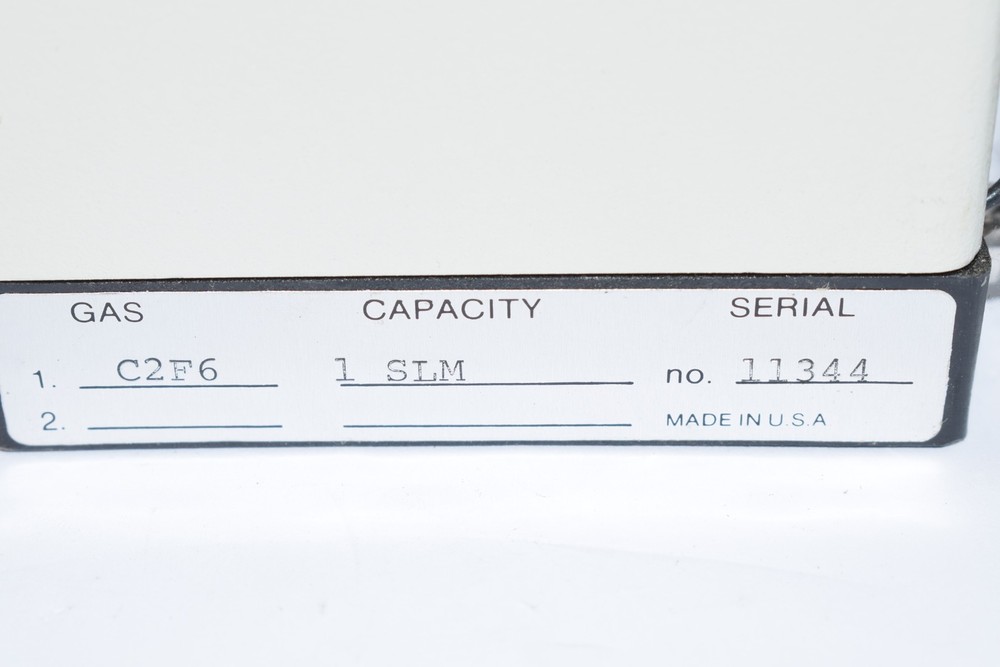 GAS CAPACITY SERIAL
1. C2F6 1 SLM no. 11344
2. MADE IN U.S.A